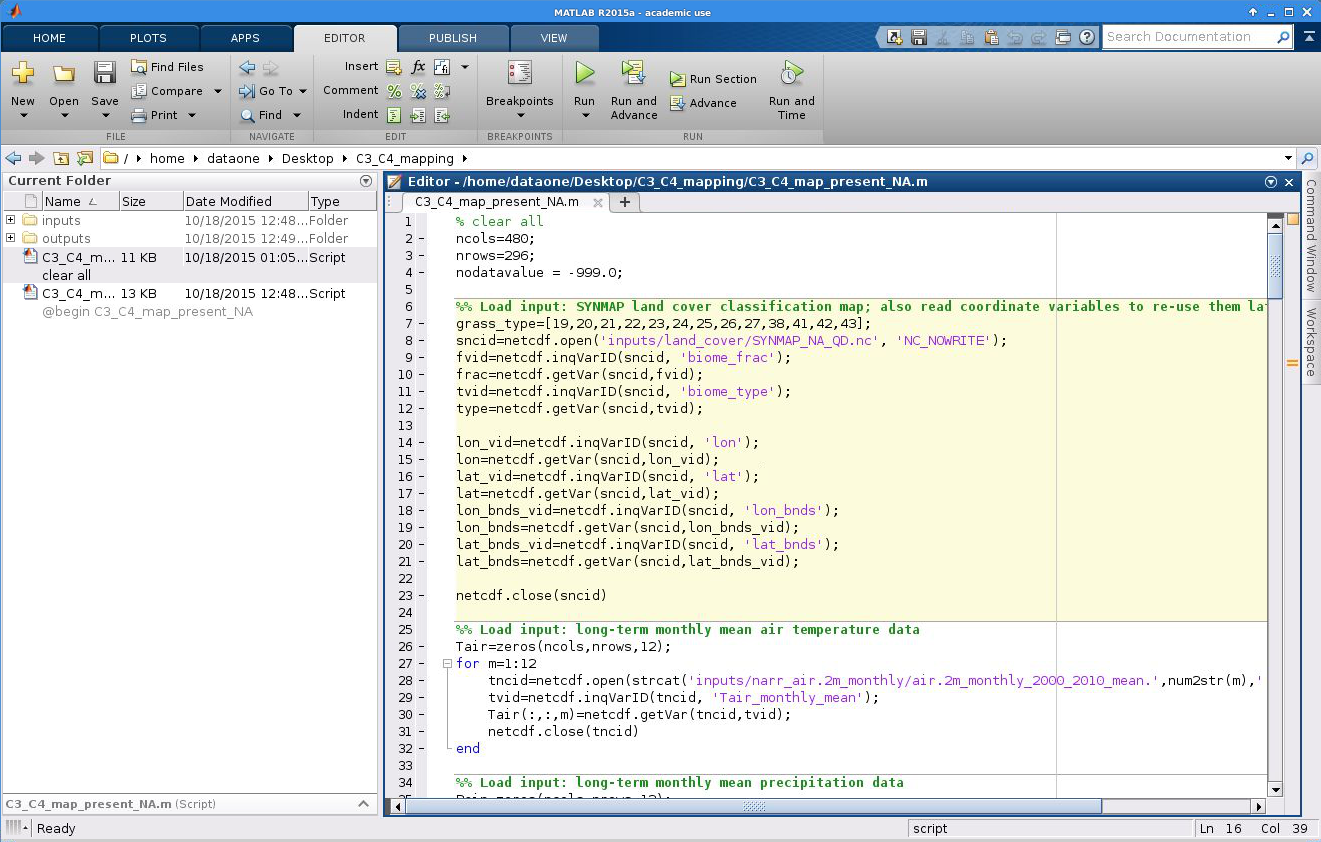 MATLAB R2015a - academic use
HOME PLOTS APPS EDITOR PUBLISH VIEW Search Documentation
New Open Save Find Files Compare Print
FILE
Go To Find
NAVIGATE
Insert fx
Comment % %
Indent
EDIT
Breakpoints
BREAKPOINTS
Run Run and Advance Run Section Advance Run and Time
RUN
/ home dataone Desktop C3_C4_mapping
Current Folder
Name Size Date Modified Type
inputs 10/18/2015 12:48... Folder
outputs 10/18/2015 12:49... Folder
C3_C4_m... 11 KB 10/18/2015 01:05... Script
clear all
C3_C4_m... 13 KB 10/18/2015 12:48... Script
@begin C3_C4_map_present_NA
C3_C4_map_present_NA.m (Script)
Editor - /home/dataone/Desktop/C3_C4_mapping/C3_C4_map_present_NA.m
C3_C4_map_present_NA.m +
1 % clear all
2 - ncols=480;
3 - nrows=296;
4 - nodatavalue = -999.0;
5
6 %% Load input: SYNMAP land cover classification map; also read coordinate variables to re-use them lat
7 - grass_type=[19,20,21,22,23,24,25,26,27,38,41,42,43];
8 - sncid=netcdf.open('inputs/land_cover/SYNMAP_NA_QD.nc', 'NC_NOWRITE');
9 - fvid=netcdf.inqVarID(sncid, 'biome_frac');
10 - frac=netcdf.getVar(sncid,fvid);
11 - tvid=netcdf.inqVarID(sncid, 'biome_type');
12 - type=netcdf.getVar(sncid,tvid);
13
14 - lon_vid=netcdf.inqVarID(sncid, 'lon');
15 - lon=netcdf.getVar(sncid,lon_vid);
16 - lat_vid=netcdf.inqVarID(sncid, 'lat');
17 - lat=netcdf.getVar(sncid,lat_vid);
18 - lon_bnds_vid=netcdf.inqVarID(sncid, 'lon_bnds');
19 - lon_bnds=netcdf.getVar(sncid,lon_bnds_vid);
20 - lat_bnds_vid=netcdf.inqVarID(sncid, 'lat_bnds');
21 - lat_bnds=netcdf.getVar(sncid,lat_bnds_vid);
22
23 - netcdf.close(sncid)
24
25 %% Load input: long-term monthly mean air temperature data
26 - Tair=zeros(ncols,nrows,12);
27 - for m=1:12
28 - tncid=netcdf.open(strcat('inputs/narr_air.2m_monthly/air.2m_monthly_2000_2010_mean.',num2str(m),'
29 - tvid=netcdf.inqVarID(tncid, 'Tair_monthly_mean');
30 - Tair(:,:,m)=netcdf.getVar(tncid,tvid);
31 - netcdf.close(tncid)
32 - end
33
34 %% Load input: long-term monthly mean precipitation data
Command Window
Workspace
Ready script Ln 16 Col 39